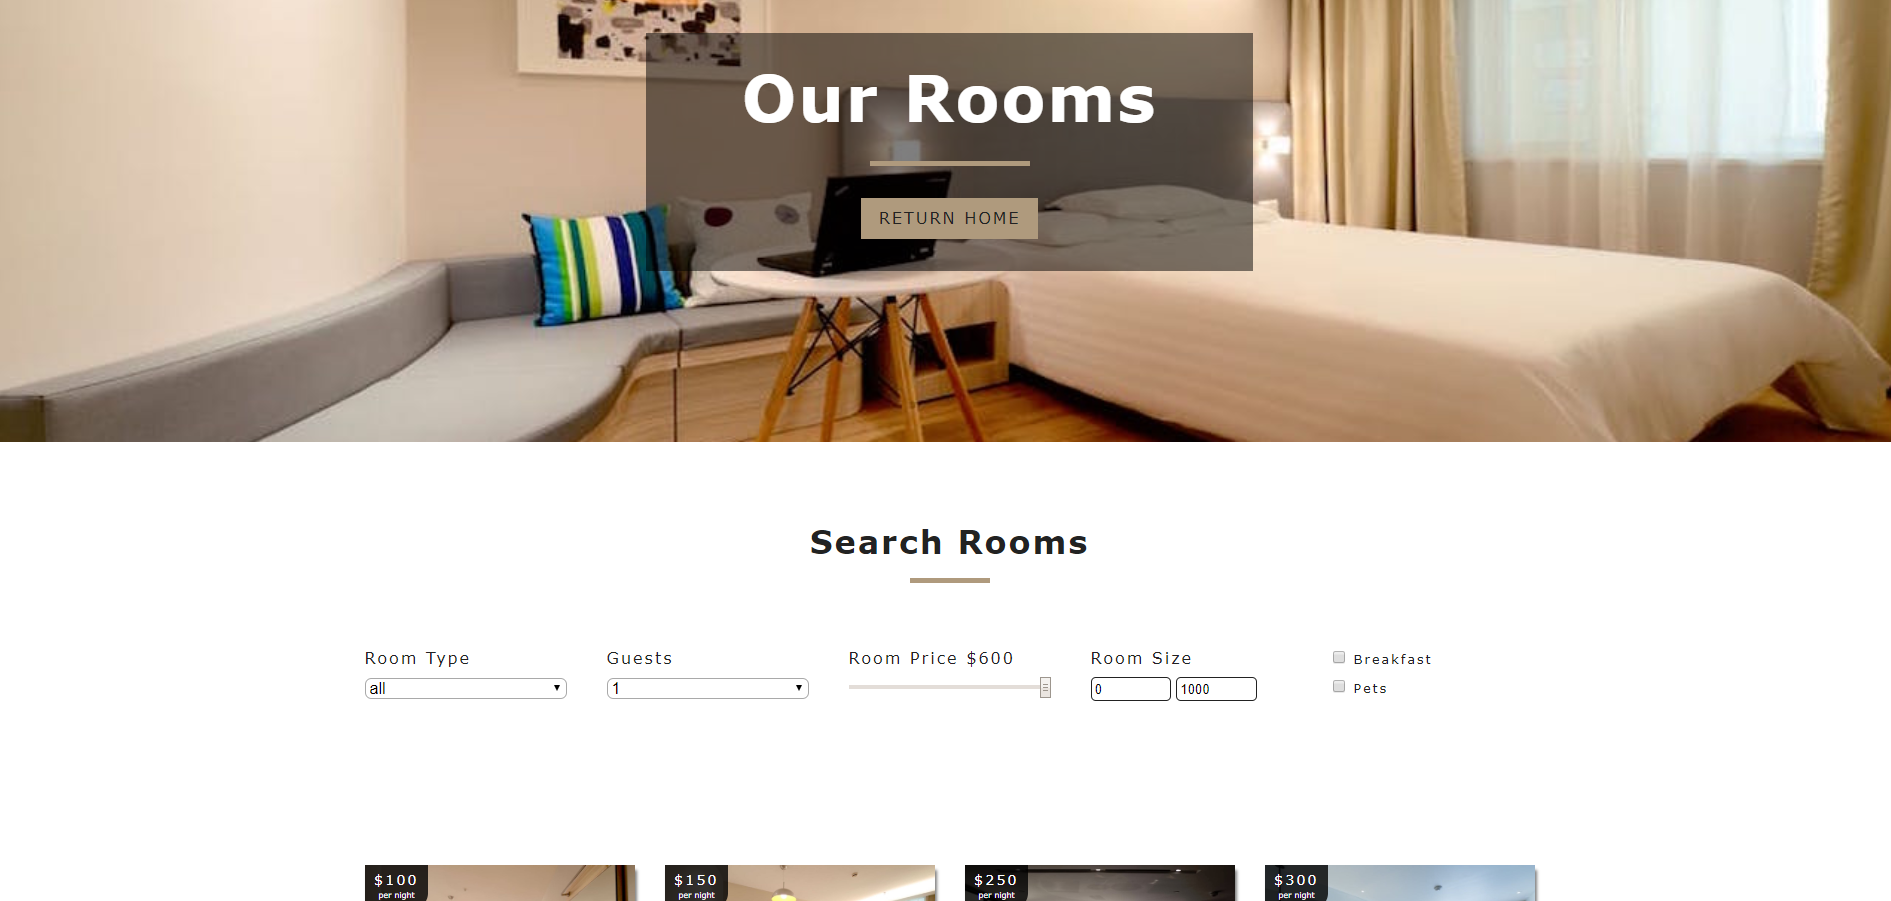 Our Rooms
RETURN HOME
Search Rooms
Room Type
Guests
Room Price $600
Room Size
Breakfast
all
1
0
1000
Pets
$100
per night
$150
per night
$250
per night
$300
per night